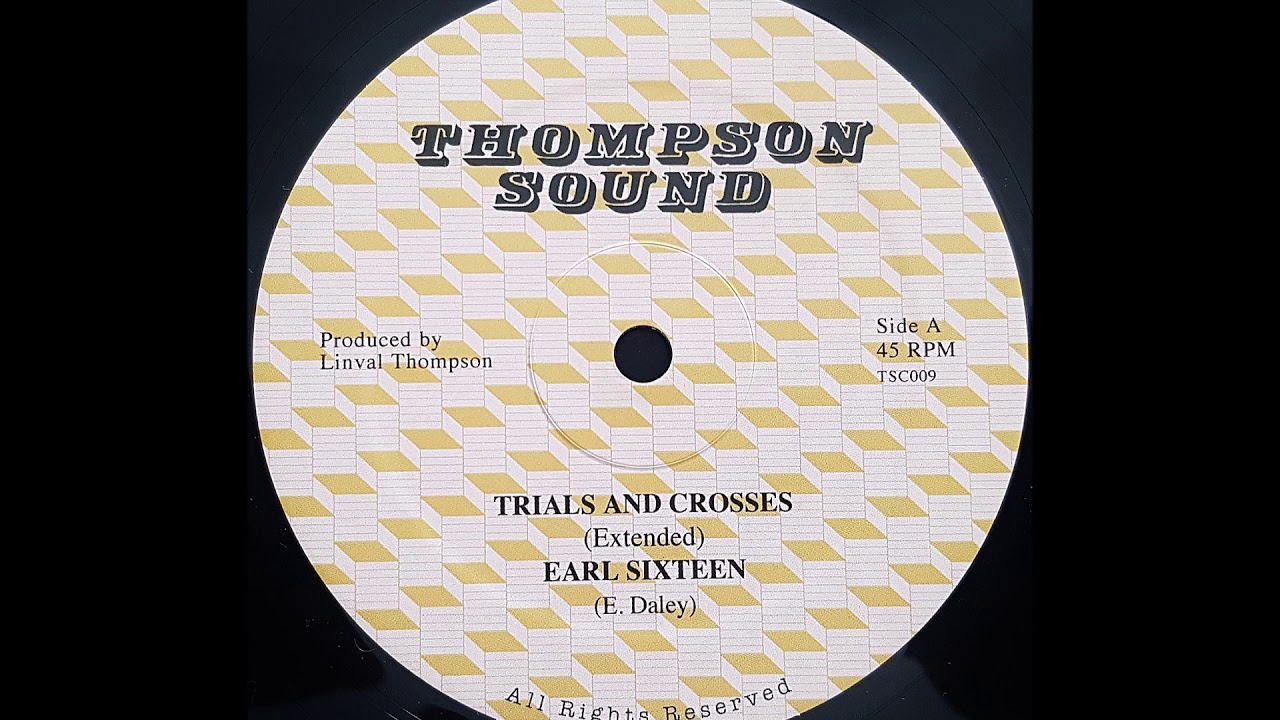 THOMPSON
SOUND
Produced by
Linval Thompson
Side A
45 RPM
TSC009
TRIALS AND CROSSES
(Extended)
EARL SIXTEEN
(E. Daley)
All Rights Reserved